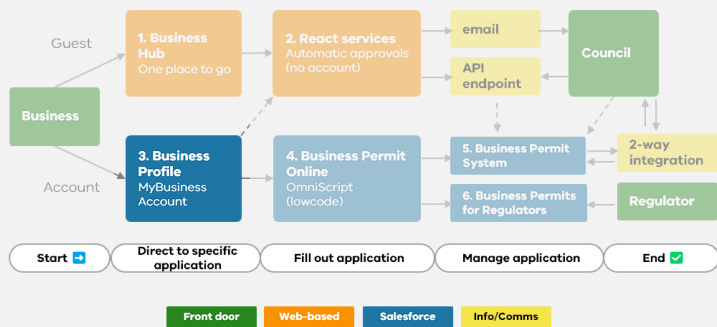 Guest
Account
Business
1. Business
Hub
One place to go
2. React services
Automatic approvals
(no account)
email
API
endpoint
Council
3. Business
Profile
MyBusiness
Account
4. Business Permit
Online
OmniScript
(lowcode)
5. Business Permit
System
6. Business Permits
for Regulators
2-way
integration
Regulator
Start
Direct to specific
application
Fill out application
Manage application
End
Front door
Web-based
Salesforce
Info/Comms